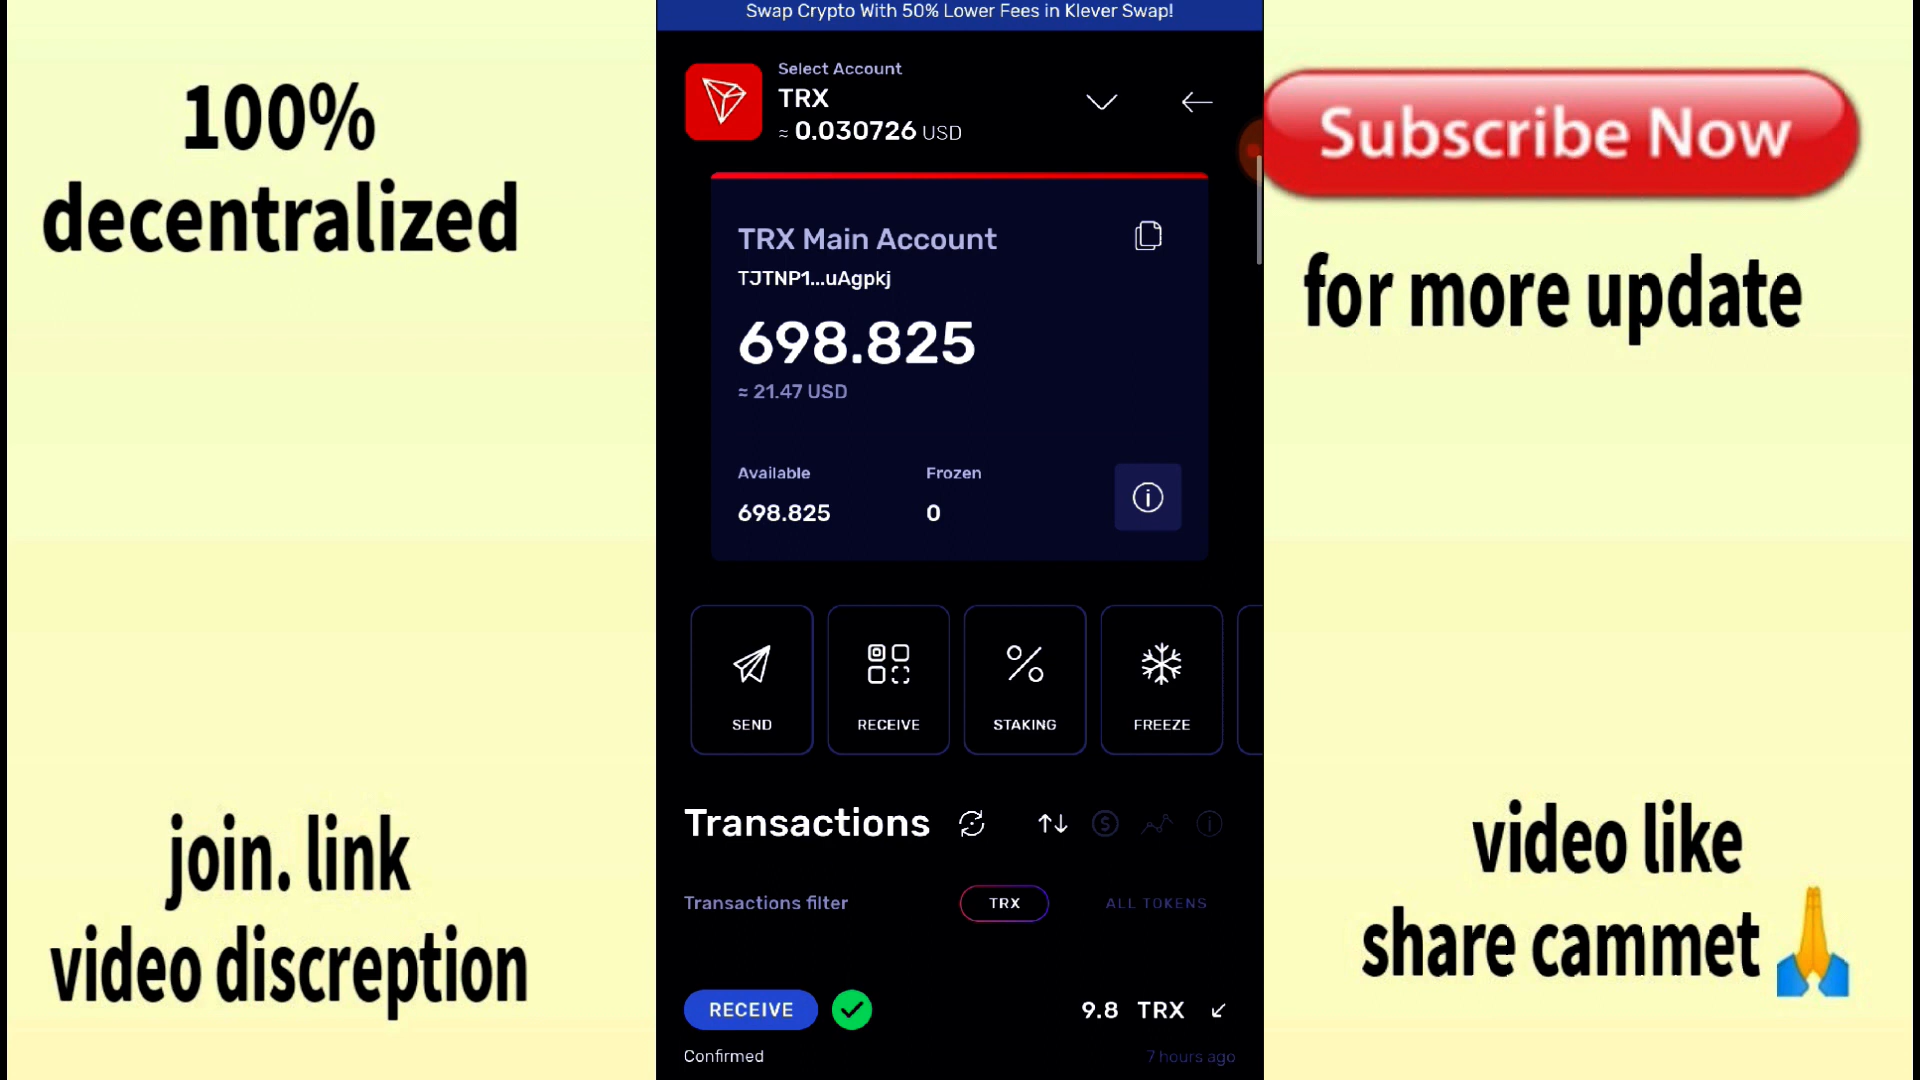 100%
decentralized
join. link
video discreption
Swap Crypto With 50% Lower Fees in Klever Swap!
Select Account
TRX
≈ 0.030726 USD
TRX Main Account
TJTNP1...uAgpkj
698.825
≈ 21.47 USD
Available Frozen
698.825 0
SEND RECEIVE STAKING FREEZE
Transactions
Transactions filter TRX ALL TOKENS
RECEIVE 9.8 TRX
Confirmed 7 hours ago
Subscribe Now
for more update
video like
share cammet